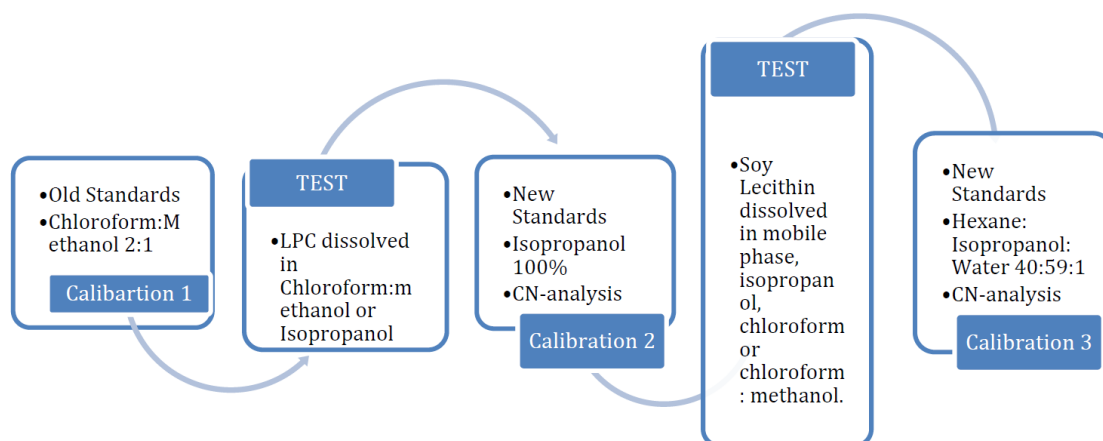 •Old Standards
•Chloroform:M
ethanol 2:1
Calibartion 1
TEST
•LPC dissolved
in
Chloroform:m
ethanol or
Isopropanol
•New
Standards
•Isopropanol
100%
•CN-analysis
Calibration 2
TEST
•Soy
Lecithin
dissolved
in mobile
phase,
isopropan
ol,
chloroform
or
chloroform
: methanol.
•New
Standards
•Hexane:
Isopropanol:
Water 40:59:1
•CN-analysis
Calibration 3